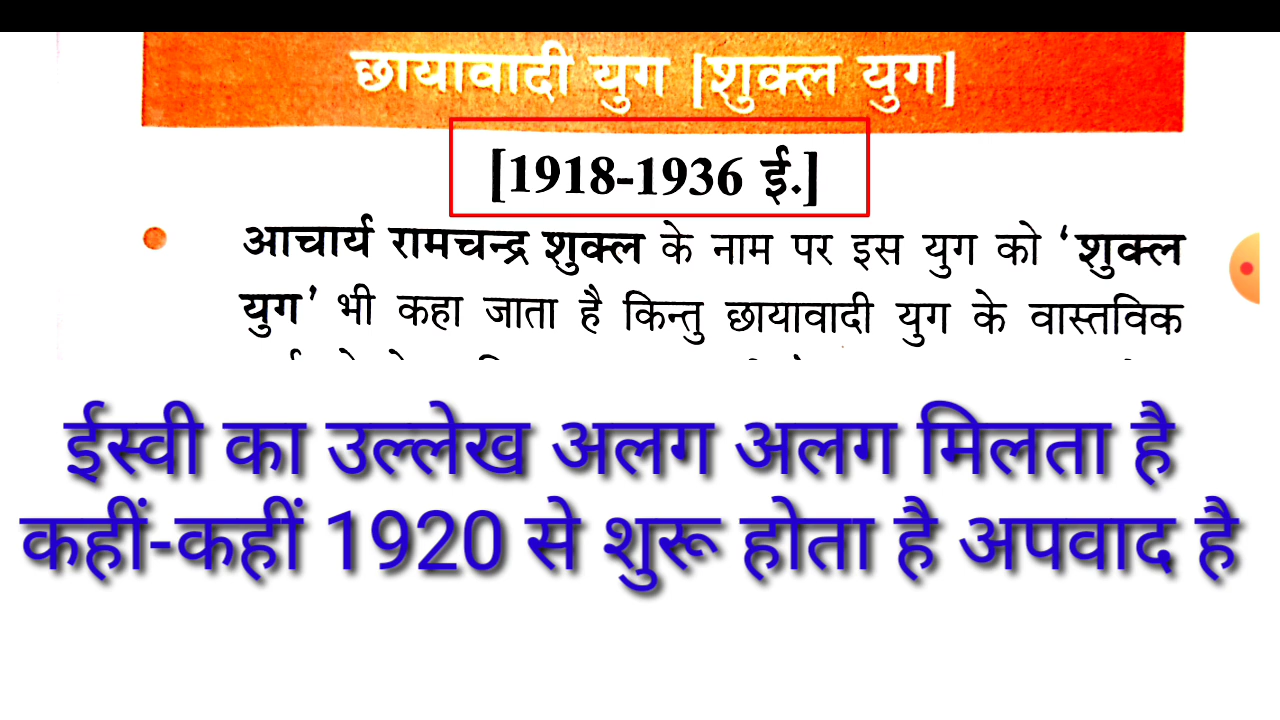 छायावादी युग [शुक्ल युग]
[1918-1936 ई.]
आचार्य रामचन्द्र शुक्ल के नाम पर इस युग को ‘शुक्ल
युग’ भी कहा जाता है किन्तु छायावादी युग के वास्तविक
ईस्वी का उल्लेख अलग अलग मिलता है
कहीं-कहीं 1920 से शुरू होता है अपवाद है